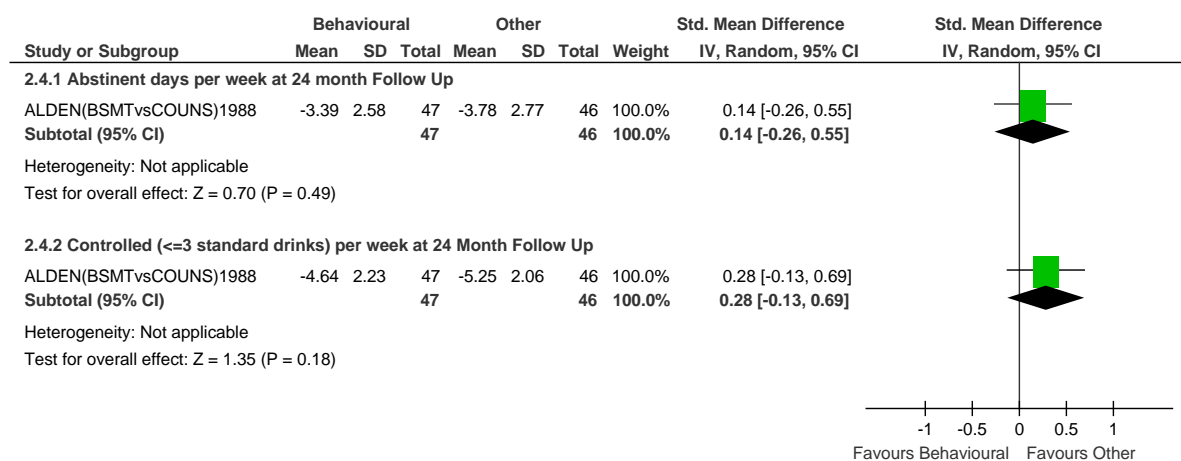 Behavioural Other Std. Mean Difference Std. Mean Difference
Study or Subgroup Mean SD Total Mean SD Total Weight IV, Random, 95% CI IV, Random, 95% CI
2.4.1 Abstinent days per week at 24 month Follow Up
ALDEN(BSMTvsCOUNS)1988 -3.39 2.58 47 -3.78 2.77 46 100.0% 0.14 [-0.26, 0.55]
Subtotal (95% CI) 47 46 100.0% 0.14 [-0.26, 0.55]
Heterogeneity: Not applicable
Test for overall effect: Z = 0.70 (P = 0.49)
2.4.2 Controlled (<=3 standard drinks) per week at 24 Month Follow Up
ALDEN(BSMTvsCOUNS)1988 -4.64 2.23 47 -5.25 2.06 46 100.0% 0.28 [-0.13, 0.69]
Subtotal (95% CI) 47 46 100.0% 0.28 [-0.13, 0.69]
Heterogeneity: Not applicable
Test for overall effect: Z = 1.35 (P = 0.18)
-1 -0.5 0 0.5 1
Favours Behavioural Favours Other